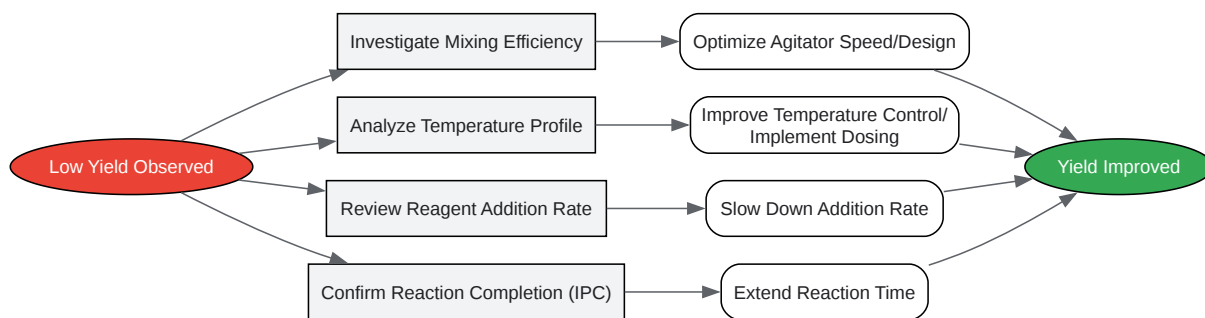 Low Yield Observed
Investigate Mixing Efficiency
Optimize Agitator Speed/Design
Analyze Temperature Profile
Improve Temperature Control/
Implement Dosing
Review Reagent Addition Rate
Slow Down Addition Rate
Confirm Reaction Completion (IPC)
Extend Reaction Time
Yield Improved